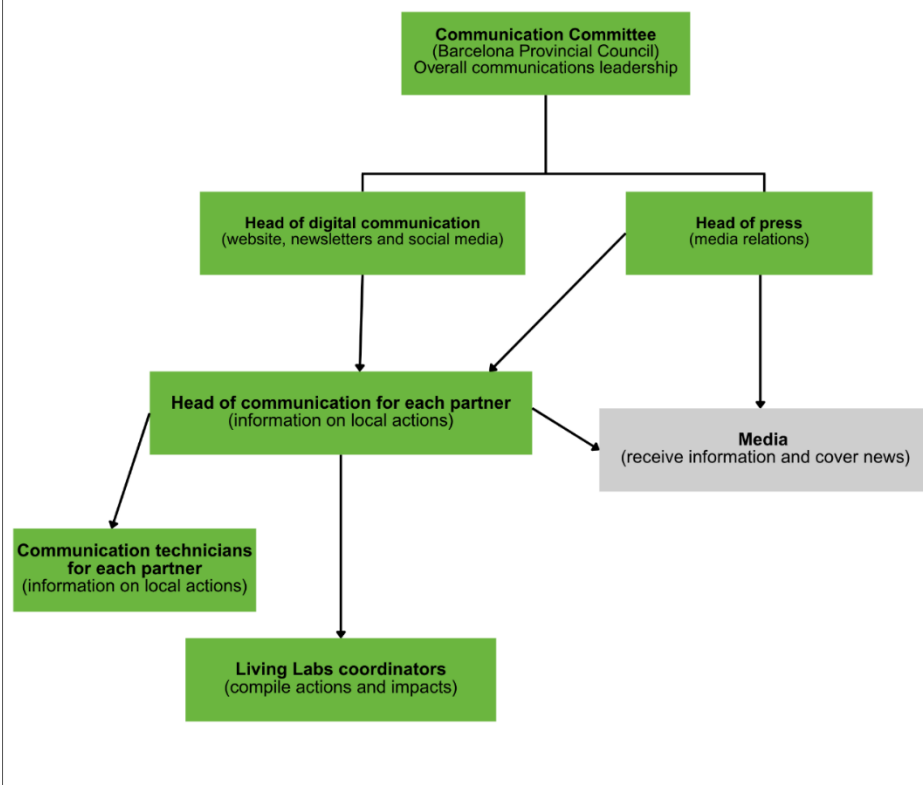 Communication Committee
(Barcelona Provincial Council)
Overall communications leadership
Head of digital communication
(website, newsletters and social media)
Head of press
(media relations)
Head of communication for each partner
(information on local actions)
Media
(receive information and cover news)
Communication technicians
for each partner
(information on local actions)
Living Labs coordinators
(compile actions and impacts)